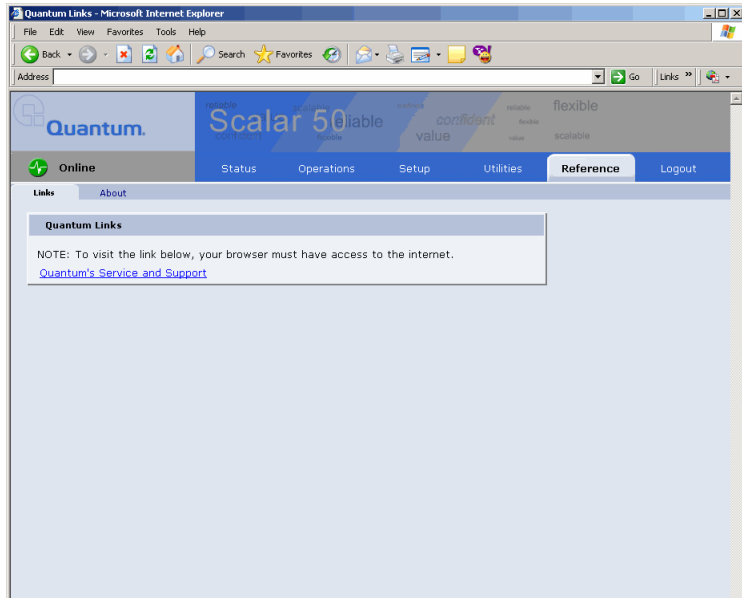 Quantum Links - Microsoft Internet Explorer
File Edit View Favorites Tools Help
Back Search Favorites
Address Go Links »
Quantum.
Scalar 50
reliable
confident
value
flexible
scalable
Online
Status Operations Setup Utilities Reference Logout
Links About
Quantum Links
NOTE: To visit the link below, your browser must have access to the internet.
Quantum's Service and Support